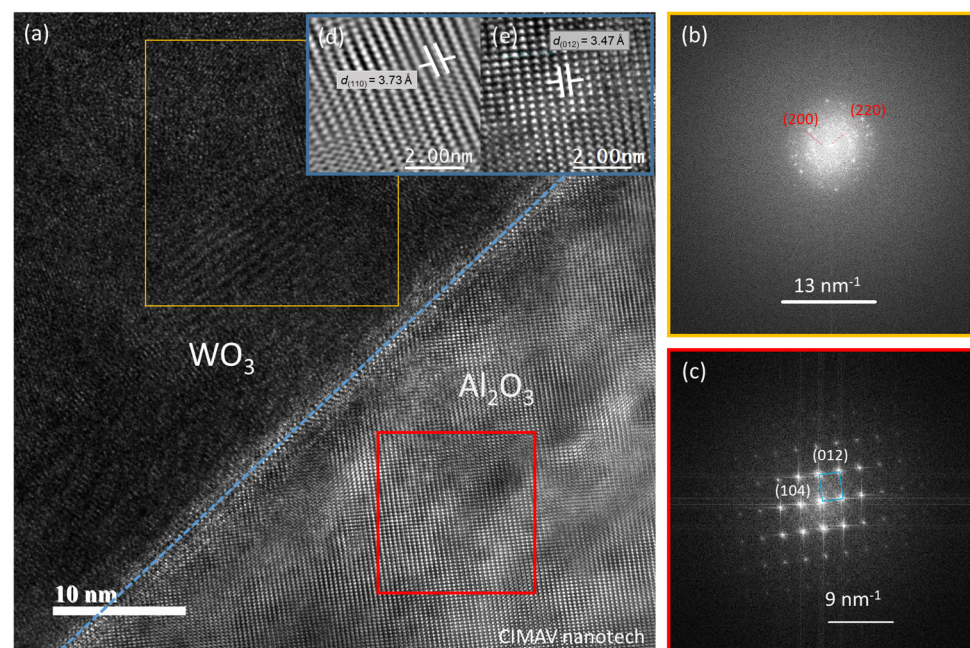 (a)
(d)
d(110) = 3.73 Å
2.00nm
(e)
d(012) = 3.47 Å
2.00nm
WO3
Al2O3
10 nm
CIMAV nanotech
(b)
(200)
(220)
13 nm⁻¹
(c)
(012)
(104)
9 nm⁻¹